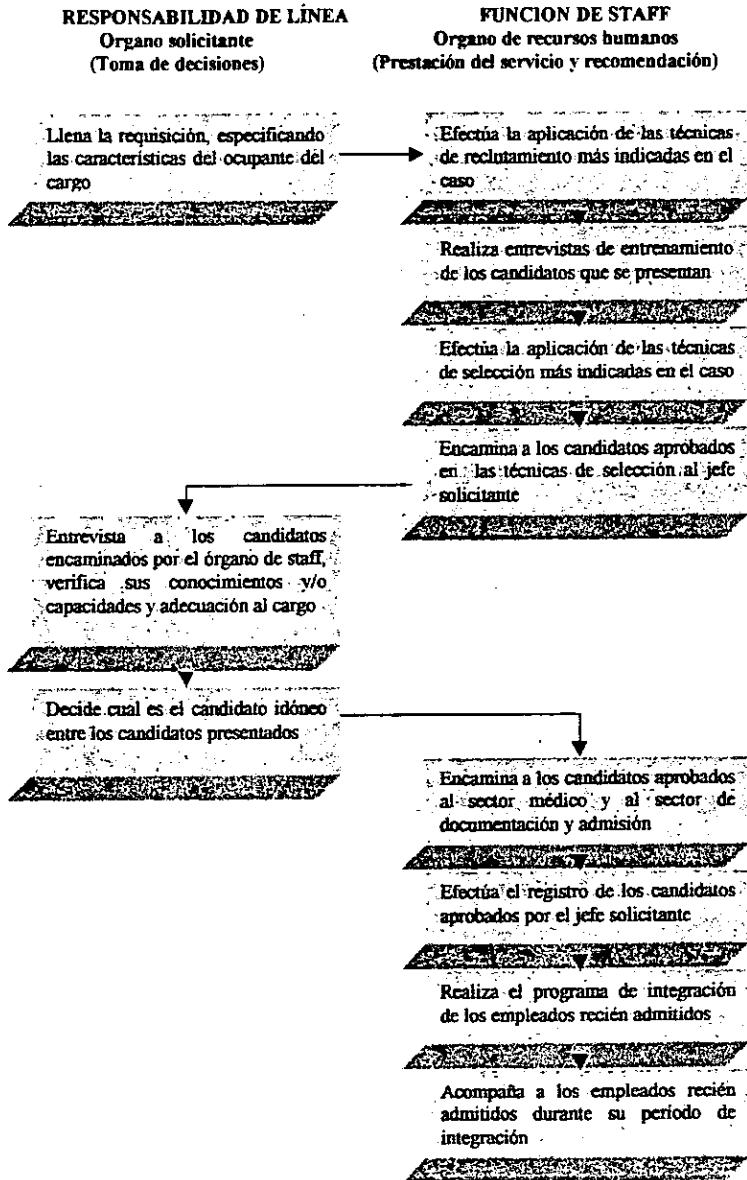 RESPONSABILIDAD DE LÍNEA
Organo solicitante
(Toma de decisiones)
FUNCION DE STAFF
Organo de recursos humanos
(Prestación del servicio y recomendación)
Llena la requisición, especificando
las características del ocupante del
cargo
Efectúa la aplicación de las técnicas
de reclutamiento más indicadas en el
caso
Realiza entrevistas de entrenamiento
de los candidatos que se presentan
Efectúa la aplicación de las técnicas
de selección más indicadas en el caso
Encamina a los candidatos aprobados
en las técnicas de selección al jefe
solicitante
Entrevista a los candidatos
encaminados por el órgano de staff,
verifica sus conocimientos y/o
capacidades y adecuación al cargo
Decide cual es el candidato idóneo
entre los candidatos presentados
Encamina a los candidatos aprobados
al sector médico y al sector de
documentación y admisión
Efectúa el registro de los candidatos
aprobados por el jefe solicitante
Realiza el programa de integración
de los empleados recién admitidos
Acompaña a los empleados recién
admitidos durante su período de
integración